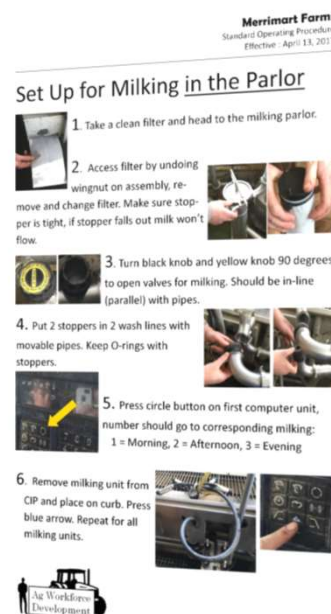 Merrimart Farm
Standard Operating Procedur
Effective : April 13, 201
Set Up for Milking in the Parlor
1. Take a clean filter and head to the milking parlor.
2. Access filter by undoing
wingnut on assembly, re-
move and change filter. Make sure stop-
per is tight, if stopper falls out milk won't
flow.
3. Turn black knob and yellow knob 90 degrees
to open valves for milking. Should be in-line
(parallel) with pipes.
4. Put 2 stoppers in 2 wash lines with
movable pipes. Keep O-rings with
stoppers.
5. Press circle button on first computer unit,
number should go to corresponding milking:
1 = Morning, 2 = Afternoon, 3 = Evening
6. Remove milking unit from
CIP and place on curb. Press
blue arrow. Repeat for all
milking units.
Ag Workforce
Development